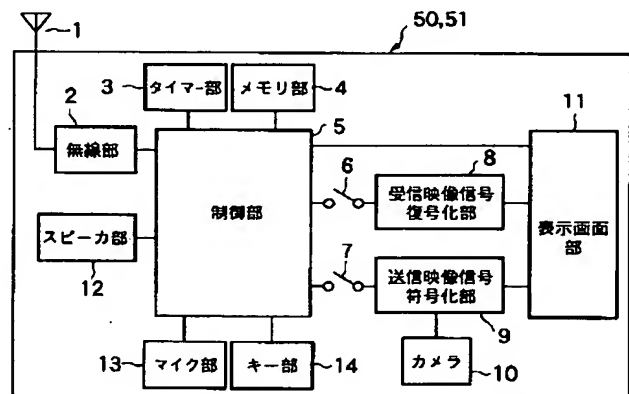 1
50,51
3
タイマー部
メモリ部
4
2
無線部
5
11
6
8
制御部
受信映像信号
復号化部
表示画面
部
スピーカ部
12
7
送信映像信号
符号化部
9
13
マイク部
キー部
14
カメラ
10